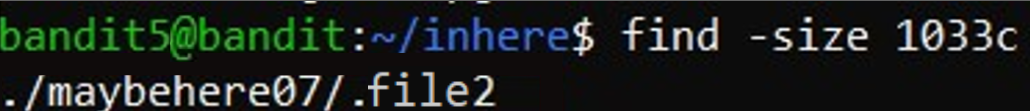 bandit5@bandit:~/inhere$ find -size 1033c
./maybehere07/.file2